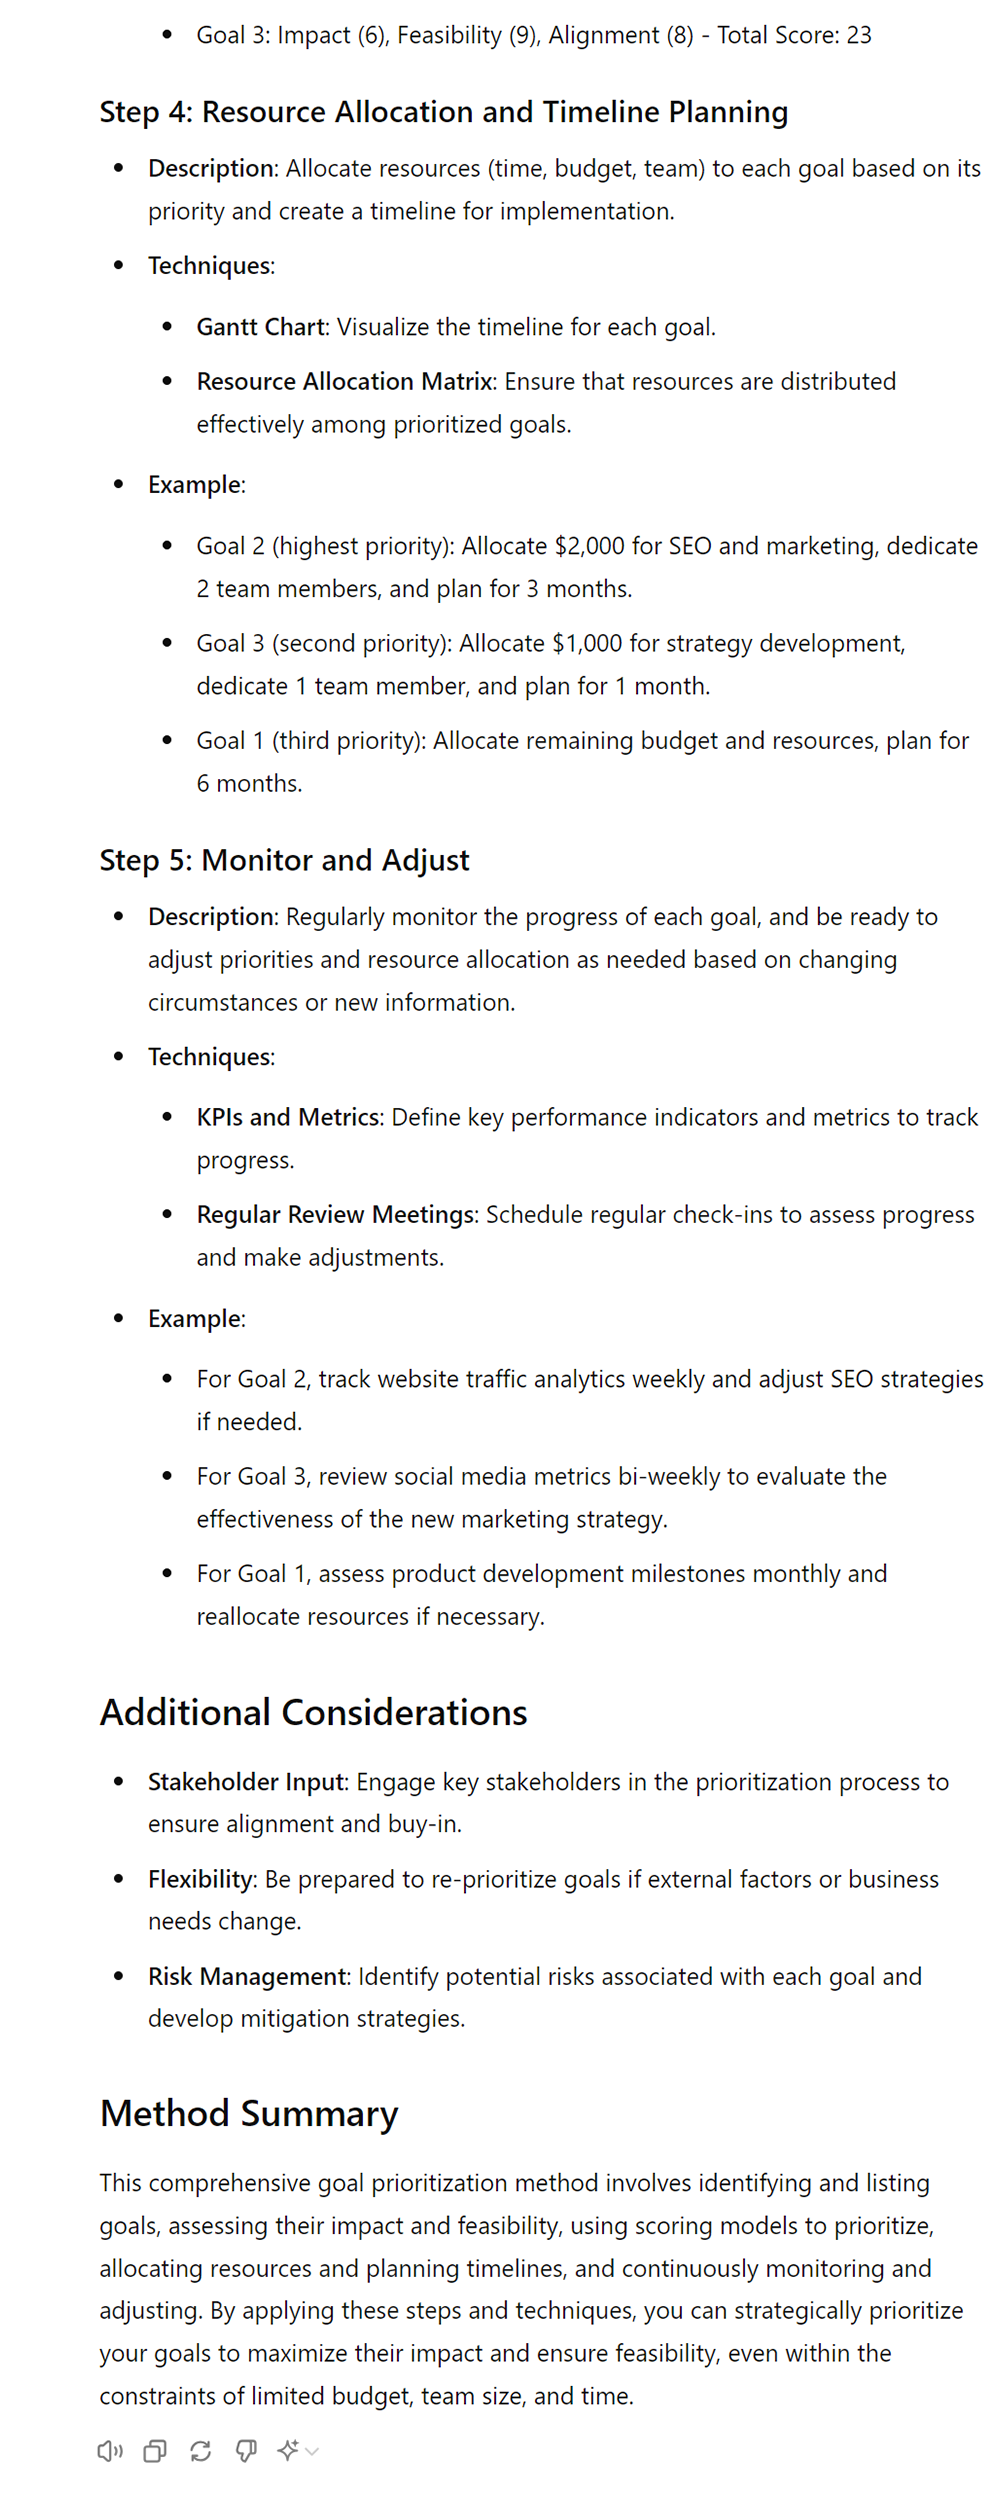 Goal 3: Impact (6), Feasibility (9), Alignment (8) - Total Score: 23
Step 4: Resource Allocation and Timeline Planning
Description: Allocate resources (time, budget, team) to each goal based on its
priority and create a timeline for implementation.
Techniques:
Gantt Chart: Visualize the timeline for each goal.
Resource Allocation Matrix: Ensure that resources are distributed
effectively among prioritized goals.
Example:
Goal 2 (highest priority): Allocate $2,000 for SEO and marketing, dedicate
2 team members, and plan for 3 months.
Goal 3 (second priority): Allocate $1,000 for strategy development,
dedicate 1 team member, and plan for 1 month.
Goal 1 (third priority): Allocate remaining budget and resources, plan for
6 months.
Step 5: Monitor and Adjust
Description: Regularly monitor the progress of each goal, and be ready to
adjust priorities and resource allocation as needed based on changing
circumstances or new information.
Techniques:
KPIs and Metrics: Define key performance indicators and metrics to track
progress.
Regular Review Meetings: Schedule regular check-ins to assess progress
and make adjustments.
Example:
For Goal 2, track website traffic analytics weekly and adjust SEO strategies
if needed.
For Goal 3, review social media metrics bi-weekly to evaluate the
effectiveness of the new marketing strategy.
For Goal 1, assess product development milestones monthly and
reallocate resources if necessary.
Additional Considerations
Stakeholder Input: Engage key stakeholders in the prioritization process to
ensure alignment and buy-in.
Flexibility: Be prepared to re-prioritize goals if external factors or business
needs change.
Risk Management: Identify potential risks associated with each goal and
develop mitigation strategies.
Method Summary
This comprehensive goal prioritization method involves identifying and listing
goals, assessing their impact and feasibility, using scoring models to prioritize,
allocating resources and planning timelines, and continuously monitoring and
adjusting. By applying these steps and techniques, you can strategically prioritize
your goals to maximize their impact and ensure feasibility, even within the
constraints of limited budget, team size, and time.